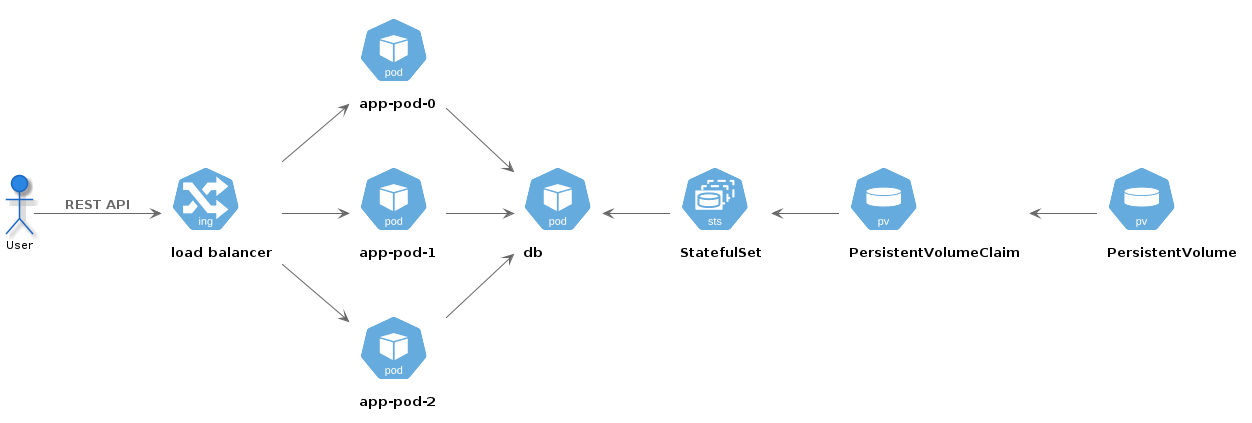 pod
app-pod-0
User
REST API
ing
load balancer
pod
app-pod-1
pod
db
sts
StatefulSet
pv
PersistentVolumeClaim
pv
PersistentVolume
pod
app-pod-2